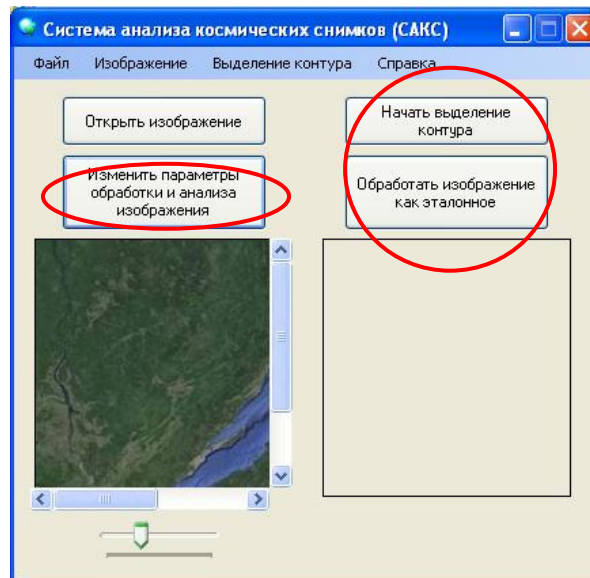 Система анализа космических снимков (САКС)
Файл Изображение Выделение контура Справка
Открыть изображение
Начать выделение
контура
Изменить параметры
обработки и анализа
изображения
Обработать изображение
как эталонное